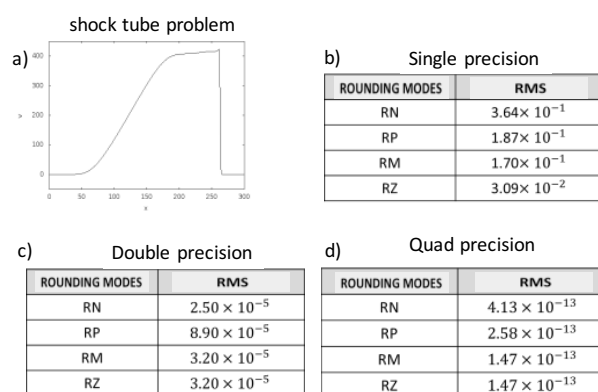 shock tube problem
a)
400
300
200
100
0
0 50 100 150 200 250 300
b) Single precision
ROUNDING MODES RMS
RN 3.64× 10⁻¹
RP 1.87× 10⁻¹
RM 1.70× 10⁻¹
RZ 3.09× 10⁻²
c) Double precision
ROUNDING MODES RMS
RN 2.50 × 10⁻⁵
RP 8.90 × 10⁻⁵
RM 3.20 × 10⁻⁵
RZ 3.20 × 10⁻⁵
d) Quad precision
ROUNDING MODES RMS
RN 4.13 × 10⁻¹³
RP 2.58 × 10⁻¹³
RM 1.47 × 10⁻¹³
RZ 1.47 × 10⁻¹³